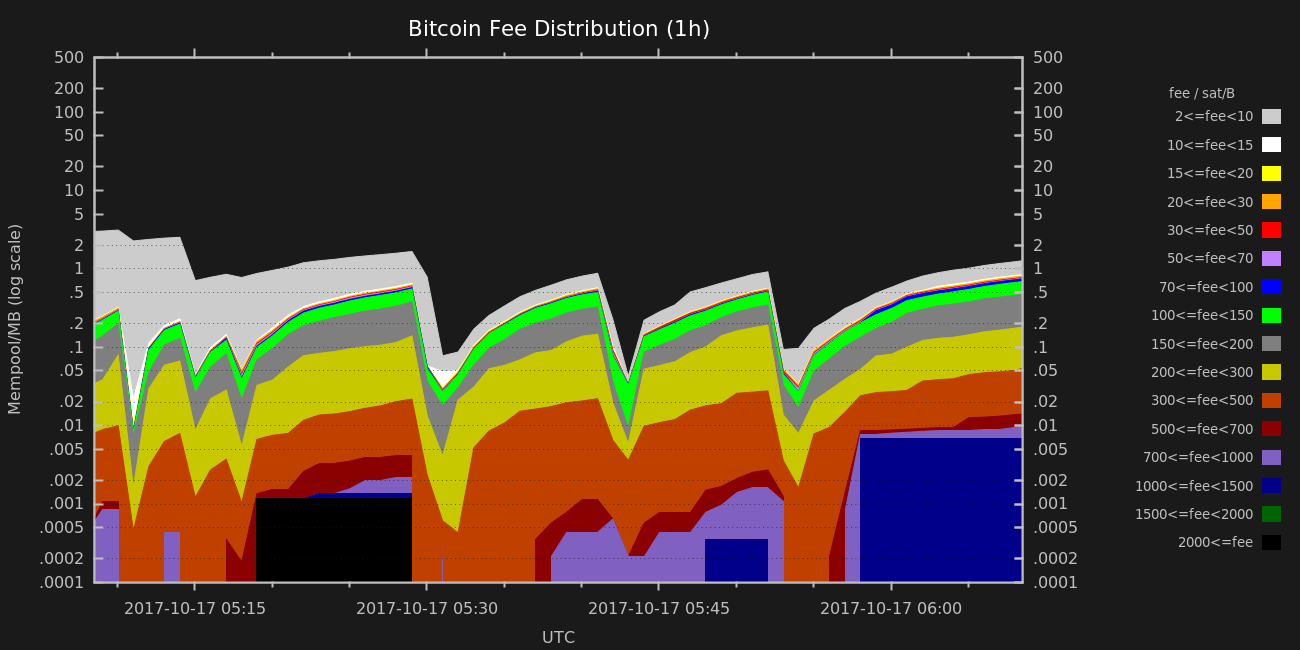 Bitcoin Fee Distribution (1h)
500
200
100
50
20
10
5
2
1
.5
.2
.1
.05
.02
.01
.005
.002
.001
.0005
.0002
.0001
Mempool/MB (log scale)
500
200
100
50
20
10
5
2
1
.5
.2
.1
.05
.02
.01
.005
.002
.001
.0005
.0002
.0001
2017-10-17 05:15
2017-10-17 05:30
2017-10-17 05:45
2017-10-17 06:00
UTC
fee / sat/B
2<=fee<10
10<=fee<15
15<=fee<20
20<=fee<30
30<=fee<50
50<=fee<70
70<=fee<100
100<=fee<150
150<=fee<200
200<=fee<300
300<=fee<500
500<=fee<700
700<=fee<1000
1000<=fee<1500
1500<=fee<2000
2000<=fee